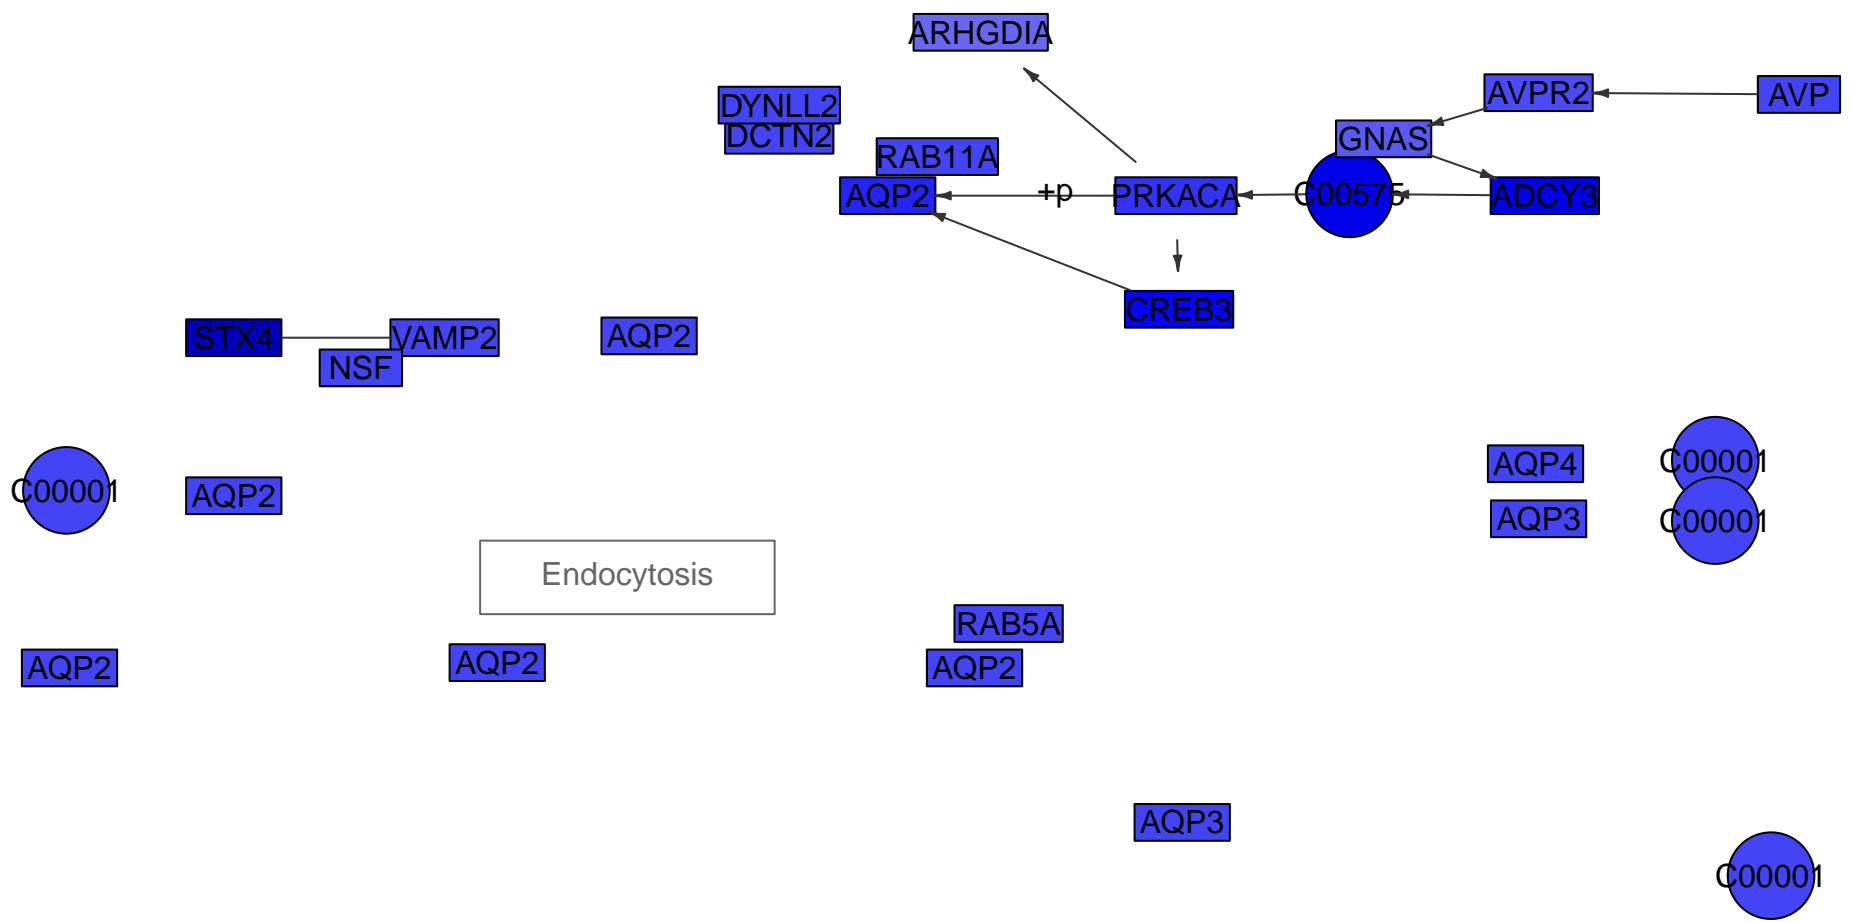 ARHGDIA
DYNLL2
DCTN2
AVPR2
AVP
GNAS
RAB11A
AQP2
+p
PRKACA
C00575
ADCY3
CREB3
STX4
VAMP2
NSF
AQP2
C00001
AQP2
AQP4
C00001
AQP3
C00001
Endocytosis
RAB5A
AQP2
AQP2
AQP2
AQP3
C00001